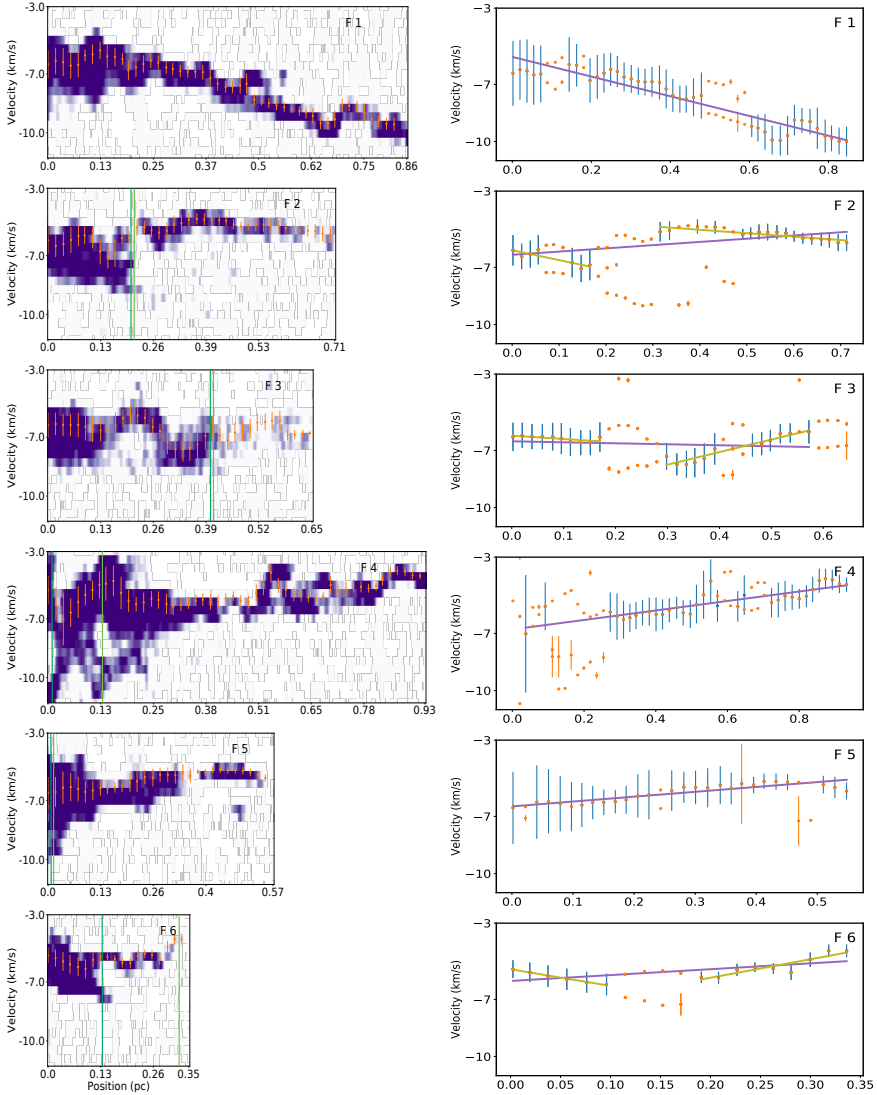 -3.0
F 1
Velocity (km/s)
-7.0
-10.0
0.0 0.13 0.26 0.37 0.5 0.62 0.75 0.86
−3
F 1
Velocity (km/s)
−7
−10
0.0 0.2 0.4 0.6 0.8
-3.0
F 2
Velocity (km/s)
-7.0
-10.0
0.0 0.13 0.26 0.39 0.53 0.71
−3
F 2
Velocity (km/s)
−7
−10
0.0 0.1 0.2 0.3 0.4 0.5 0.6 0.7
-3.0
F 3
Velocity (km/s)
-7.0
-10.0
0.0 0.13 0.26 0.39 0.52 0.65
−3
F 3
Velocity (km/s)
−7
−10
0.0 0.1 0.2 0.3 0.4 0.5 0.6
-3.0
F 4
Velocity (km/s)
-7.0
-10.0
0.0 0.13 0.25 0.38 0.51 0.65 0.78 0.93
−3
F 4
Velocity (km/s)
−7
−10
0.0 0.2 0.4 0.6 0.8
-3.0
F 5
Velocity (km/s)
-7.0
-10.0
0.0 0.13 0.26 0.4 0.57
−3
F 5
Velocity (km/s)
−7
−10
0.0 0.1 0.2 0.3 0.4 0.5
-3.0
F 6
Velocity (km/s)
-7.0
-10.0
0.0 0.13 0.26 0.35
Position (pc)
−3
F 6
Velocity (km/s)
−7
−10
0.00 0.05 0.10 0.15 0.20 0.25 0.30 0.35